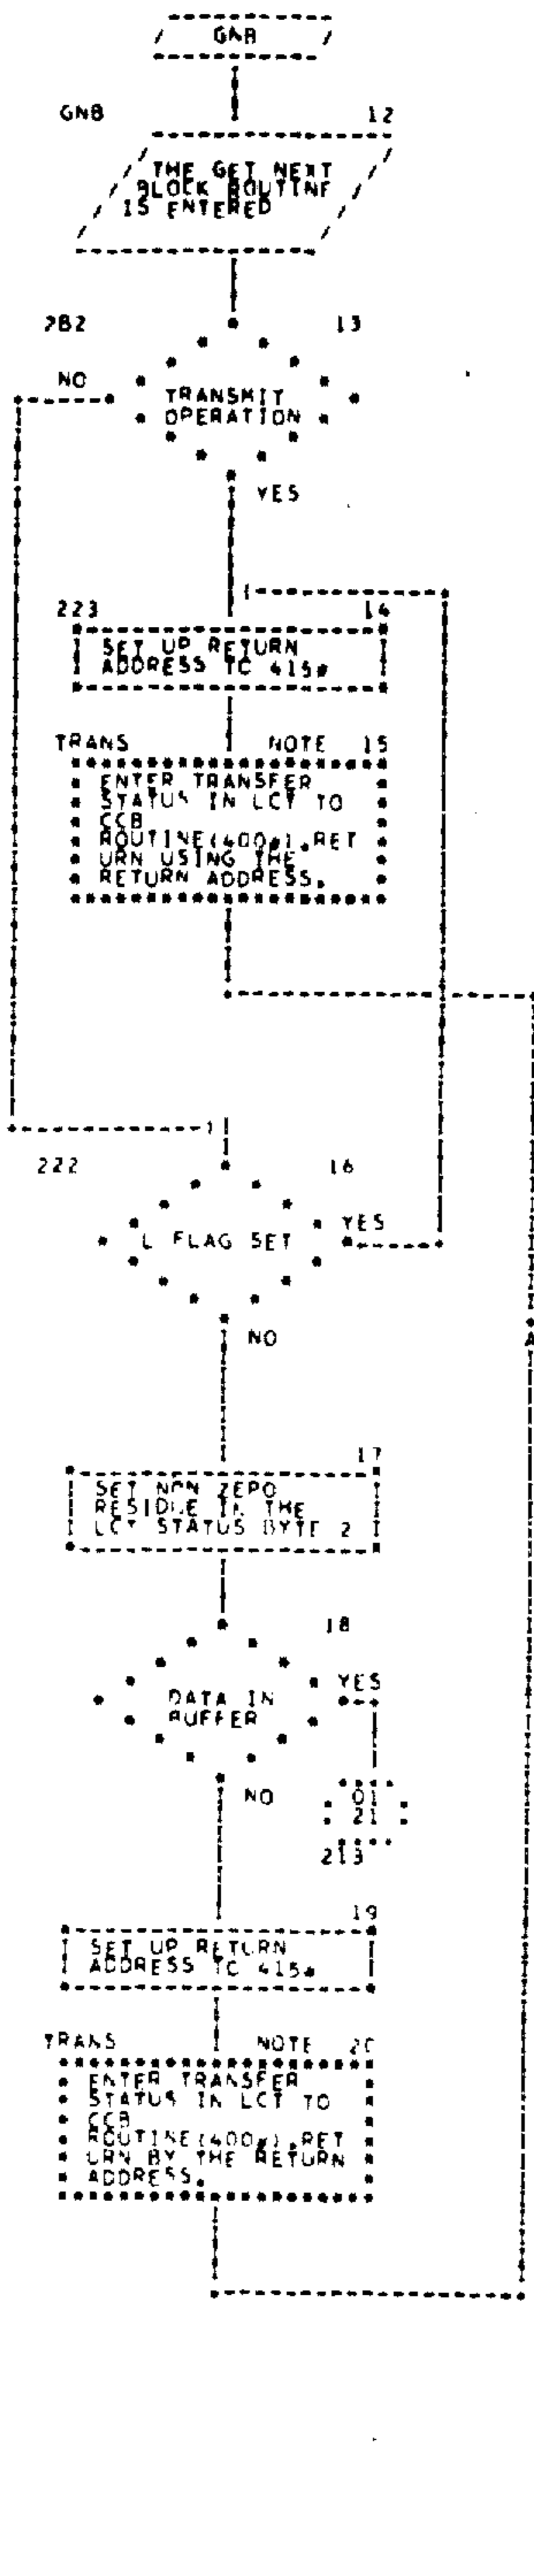 GNB
GNB 12
THE GET NEXT
BLOCK ROUTINE
IS ENTERED
2B2 13
NO
TRANSMIT
OPERATION
YES
223 14
SET UP RETURN
ADDRESS TC 415#
TRANS NOTE 15
ENTER TRANSFER
STATUS IN LCT TO
CCB
ROUTINE(400#).RET
URN USING THE
RETURN ADDRESS.
222 16
L FLAG SET YES
NO
17
SET NON ZERO
RESIDUE IN THE
LCT STATUS BYTE 2
18
YES
DATA IN
BUFFER
NO
01
21
213
19
SET UP RETURN
ADDRESS TC 415#
TRANS NOTE 20
ENTER TRANSFER
STATUS IN LCT TO
CCB
ROUTINE(400#).RET
URN BY THE RETURN
ADDRESS.
A